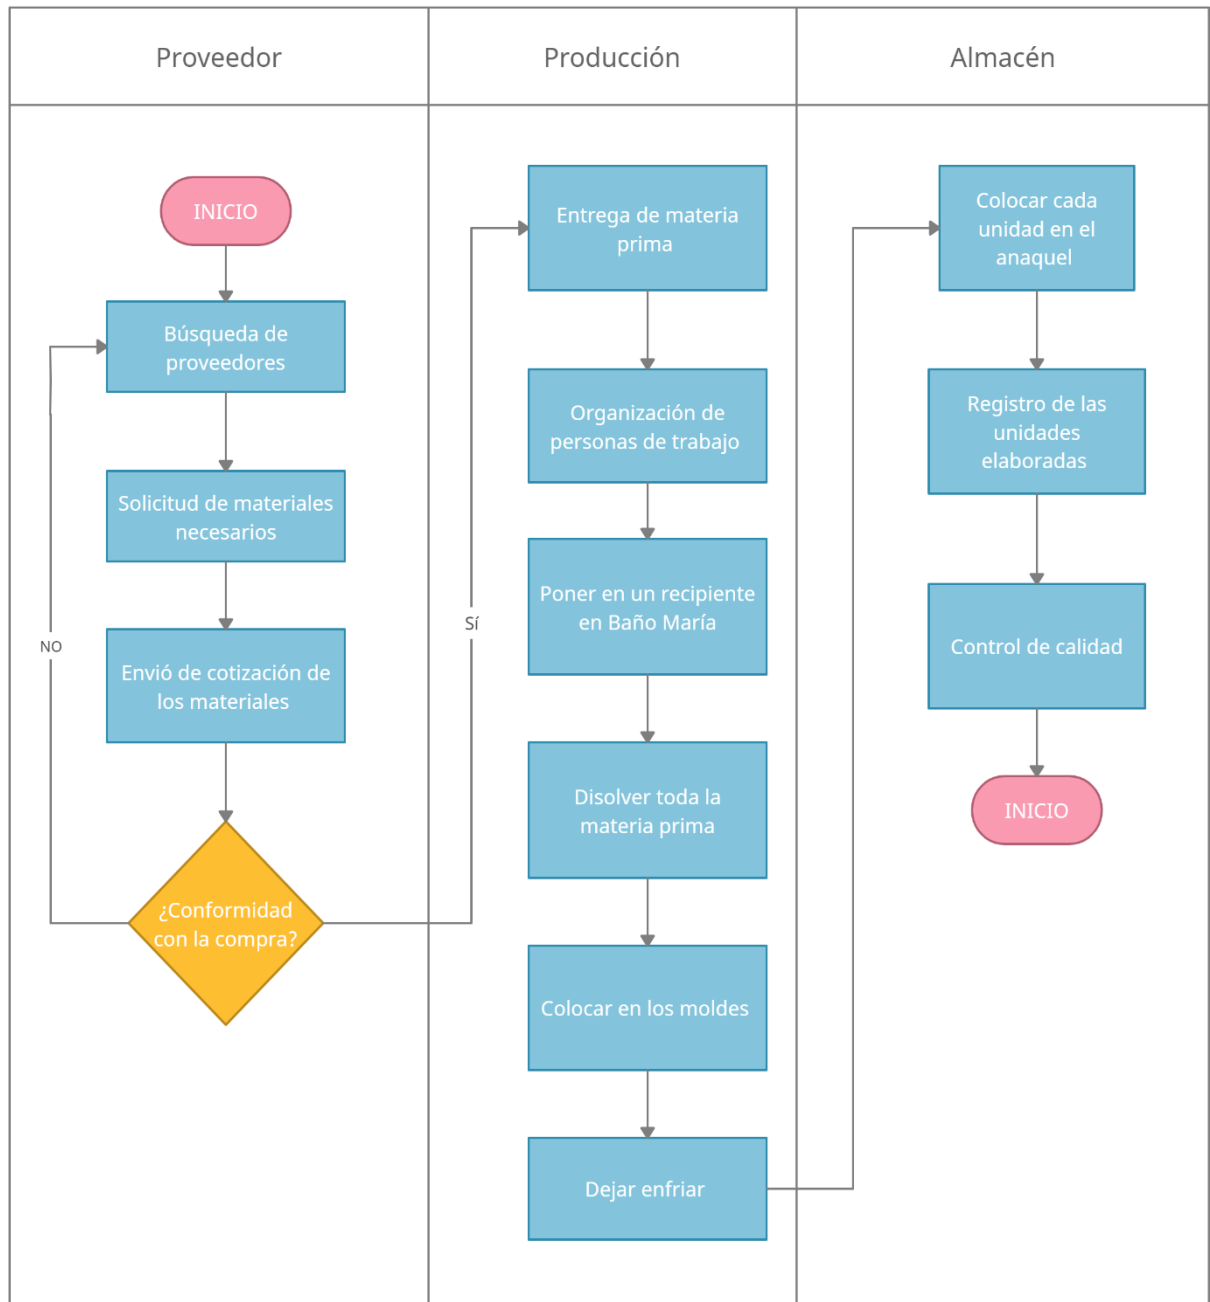 Proveedor
Producción
Almacén
INICIO
Búsqueda de
proveedores
Solicitud de materiales
necesarios
Envió de cotización de
los materiales
¿Conformidad
con la compra?
NO
Sí
Entrega de materia
prima
Organización de
personas de trabajo
Poner en un recipiente
en Baño María
Disolver toda la
materia prima
Colocar en los moldes
Dejar enfriar
Colocar cada
unidad en el
anaquel
Registro de las
unidades
elaboradas
Control de calidad
INICIO